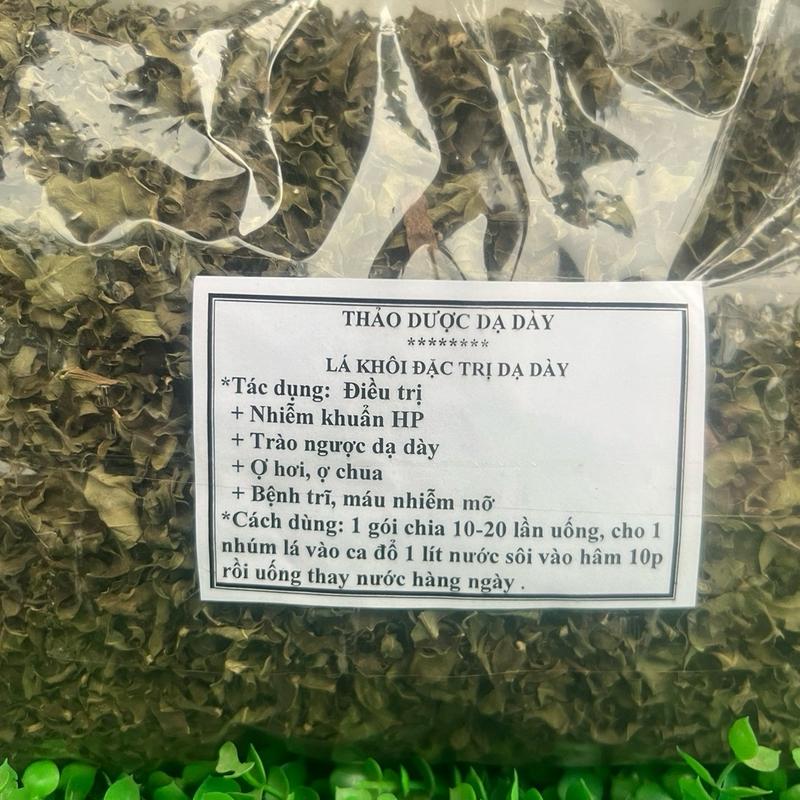 THẢO DƯỢC DẠ DÀY
********
LÁ KHÔI ĐẶC TRỊ DẠ DÀY
*Tác dụng: Điều trị
+ Nhiễm khuẩn HP
+ Trào ngược dạ dày
+ Ợ hơi, ợ chua
+ Bệnh trĩ, máu nhiễm mỡ
*Cách dùng: 1 gói chia 10-20 lần uống, cho 1
nhúm lá vào ca đổ 1 lít nước sôi vào hâm 10p
rồi uống thay nước hàng ngày .